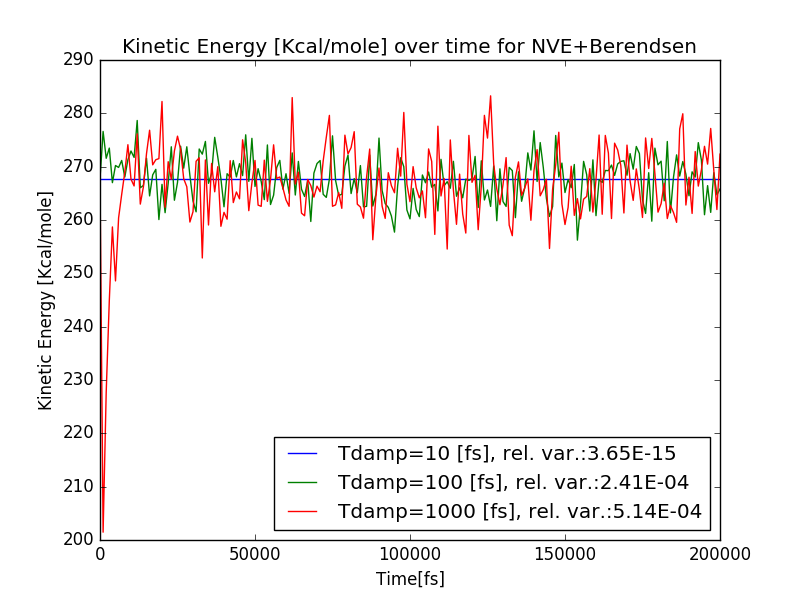 Kinetic Energy [Kcal/mole] over time for NVE+Berendsen
290
280
270
260
250
240
230
220
210
200
Kinetic Energy [Kcal/mole]
Tdamp=10 [fs], rel. var.:3.65E-15
Tdamp=100 [fs], rel. var.:2.41E-04
Tdamp=1000 [fs], rel. var.:5.14E-04
0 50000 100000 150000 200000
Time[fs]